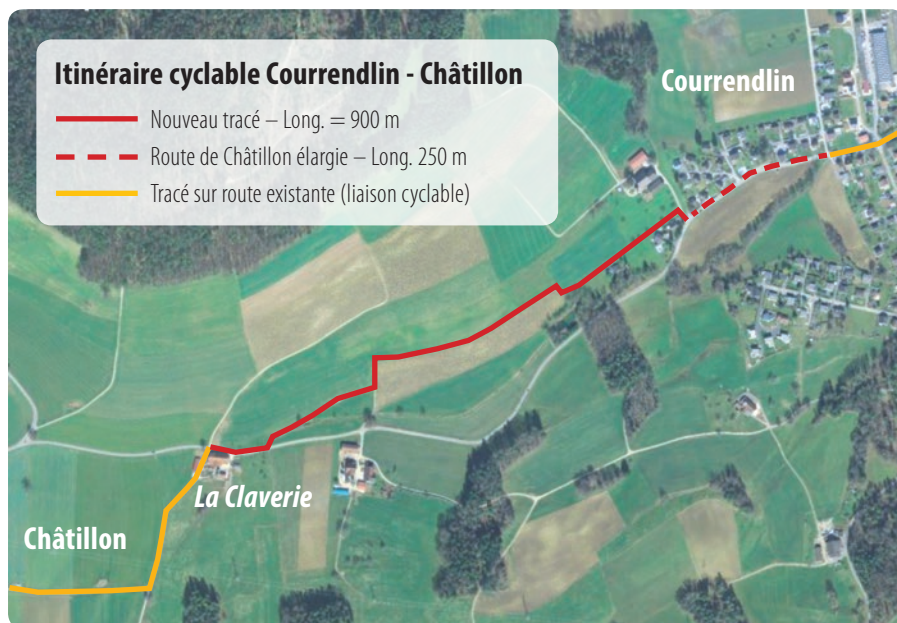 Itinéraire cyclable Courrendlin - Châtillon
Nouveau tracé – Long. = 900 m
Route de Châtillon élargie – Long. 250 m
Tracé sur route existante (liaison cyclable)
Courrendlin
La Claverie
Châtillon